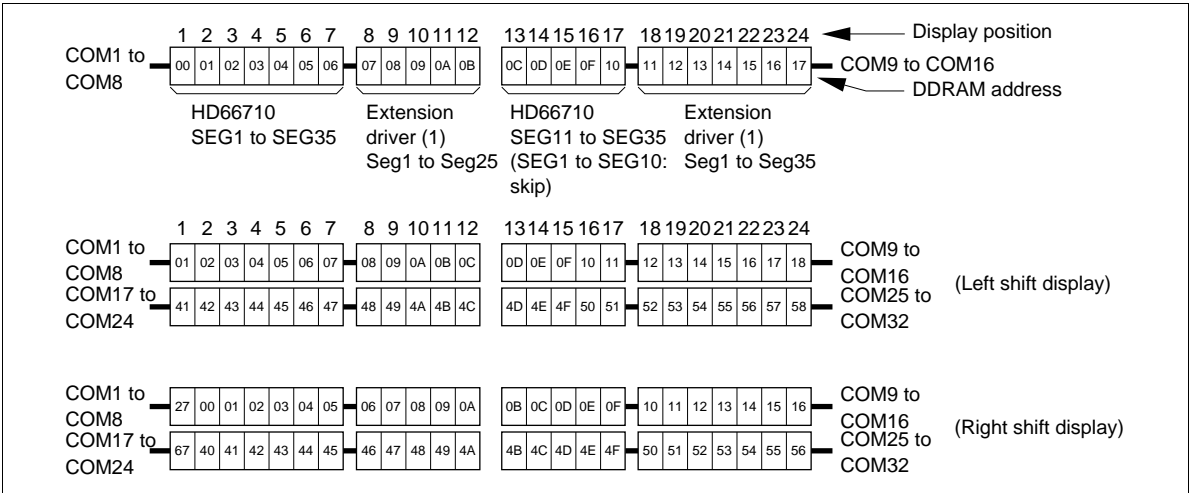 1 2 3 4 5 6 7 8 9 10 11 12 13 14 15 16 17 18 19 20 21 22 23 24 Display position
COM1 to COM8 00 01 02 03 04 05 06 07 08 09 0A 0B 0C 0D 0E 0F 10 11 12 13 14 15 16 17 COM9 to COM16
DDRAM address
HD66710 SEG1 to SEG35
Extension driver (1) Seg1 to Seg25
HD66710 SEG11 to SEG35 (SEG1 to SEG10: skip)
Extension driver (1) Seg1 to Seg35
1 2 3 4 5 6 7 8 9 10 11 12 13 14 15 16 17 18 19 20 21 22 23 24
COM1 to COM8 01 02 03 04 05 06 07 08 09 0A 0B 0C 0D 0E 0F 10 11 12 13 14 15 16 17 18 COM9 to COM16
(Left shift display)
COM17 to COM24 41 42 43 44 45 46 47 48 49 4A 4B 4C 4D 4E 4F 50 51 52 53 54 55 56 57 58 COM25 to COM32
COM1 to COM8 27 00 01 02 03 04 05 06 07 08 09 0A 0B 0C 0D 0E 0F 10 11 12 13 14 15 16 COM9 to COM16
(Right shift display)
COM17 to COM24 67 40 41 42 43 44 45 46 47 48 49 4A 4B 4C 4D 4E 4F 50 51 52 53 54 55 56 COM25 to COM32